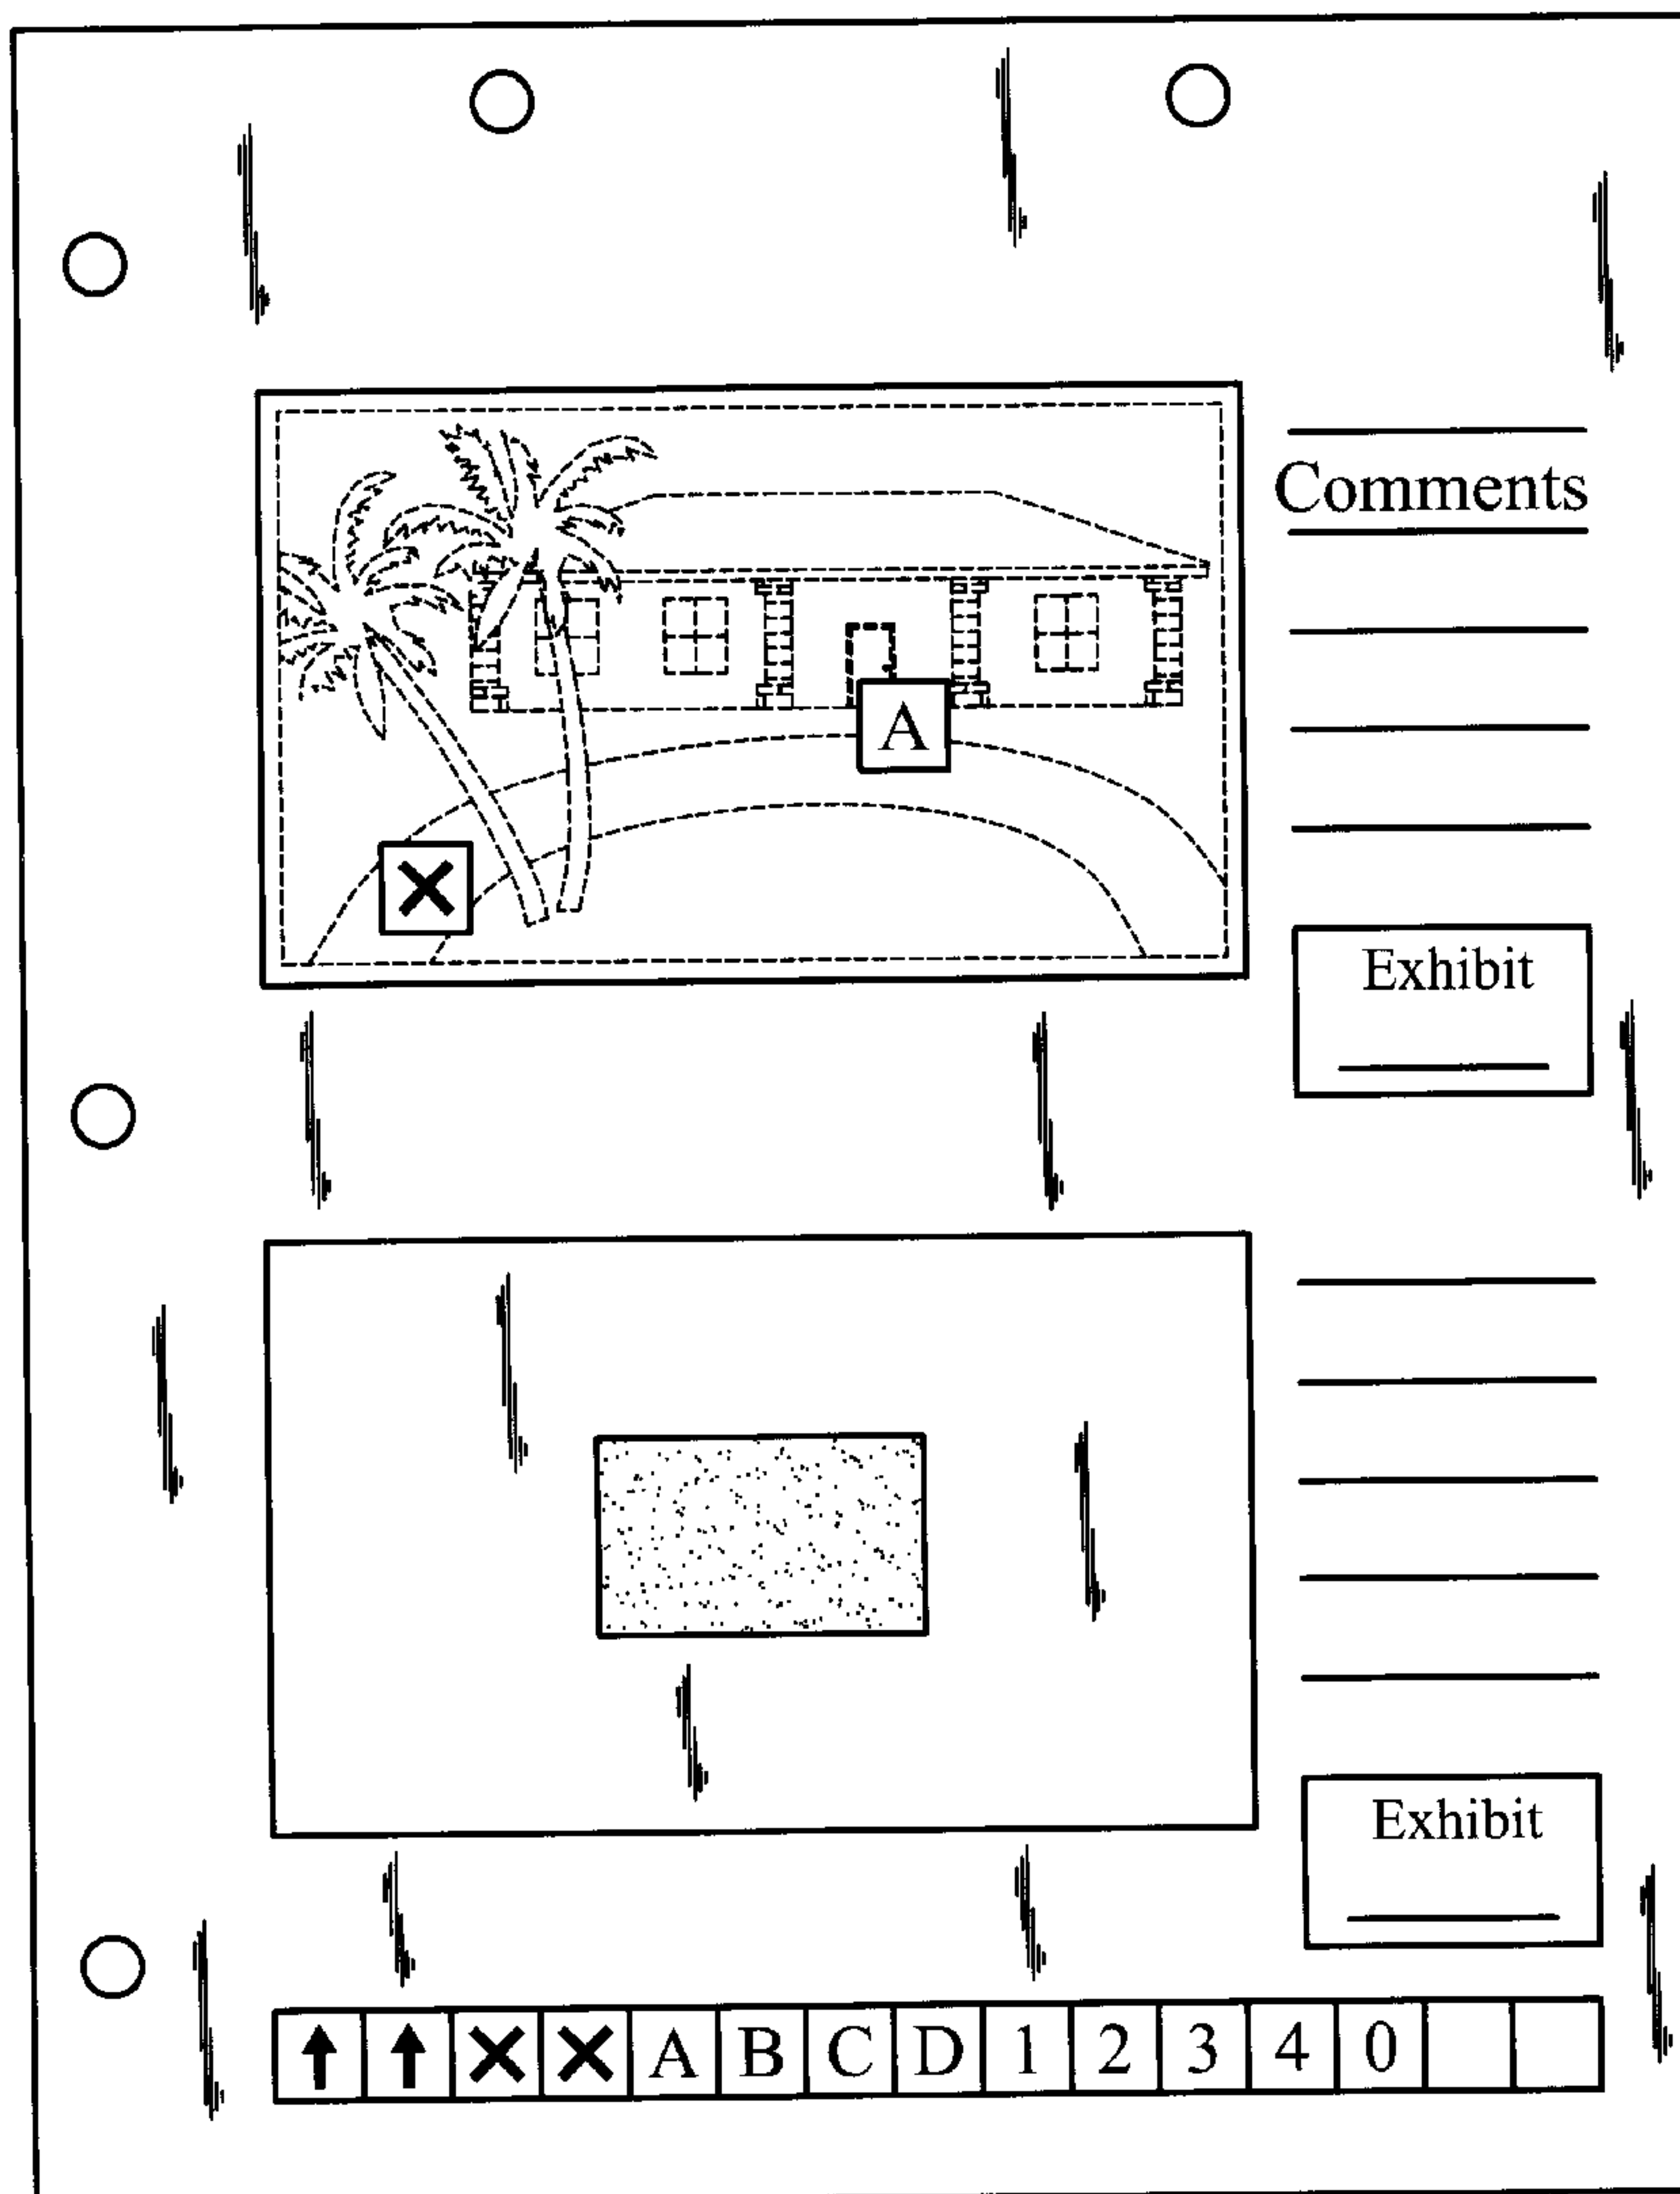 Comments
A
X
Exhibit
Exhibit
↑ ↑ X X A B C D 1 2 3 4 0